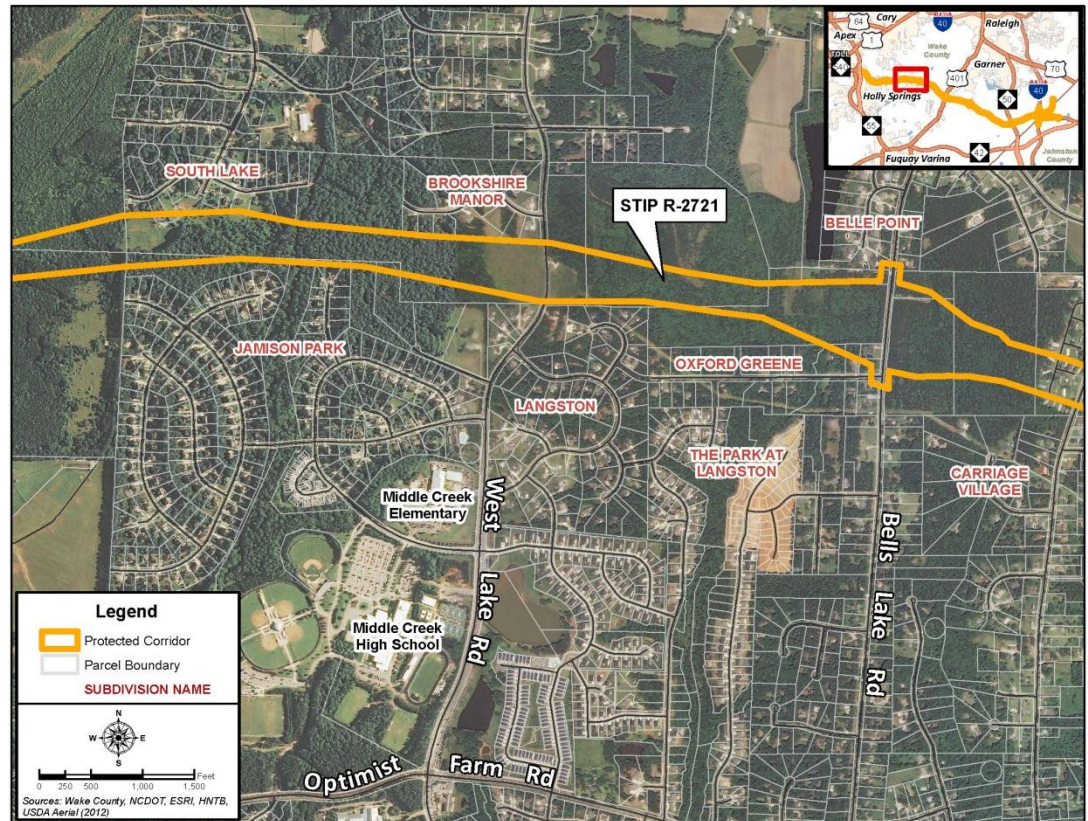 64
Cary
40
Raleigh
Apex
1
Wake
County
Garner
TOLL
540
401
70
40
Holly Springs
50
55
Fuquay Varina
42
Johnston
County
SOUTH LAKE
BROOKSHIRE
MANOR
STIP R-2721
BELLE POINT
JAMISON PARK
OXFORD GREENE
LANGSTON
THE PARK AT
LANGSTON
CARRIAGE
VILLAGE
Middle Creek
Elementary
West Lake Rd
Bells Lake Rd
Middle Creek
High School
Optimist Farm Rd
Legend
Protected Corridor
Parcel Boundary
SUBDIVISION NAME
N
W E
S
Feet
0 250 500 1,000 1,500
Sources: Wake County, NCDOT, ESRI, HNTB,
USDA Aerial (2012)